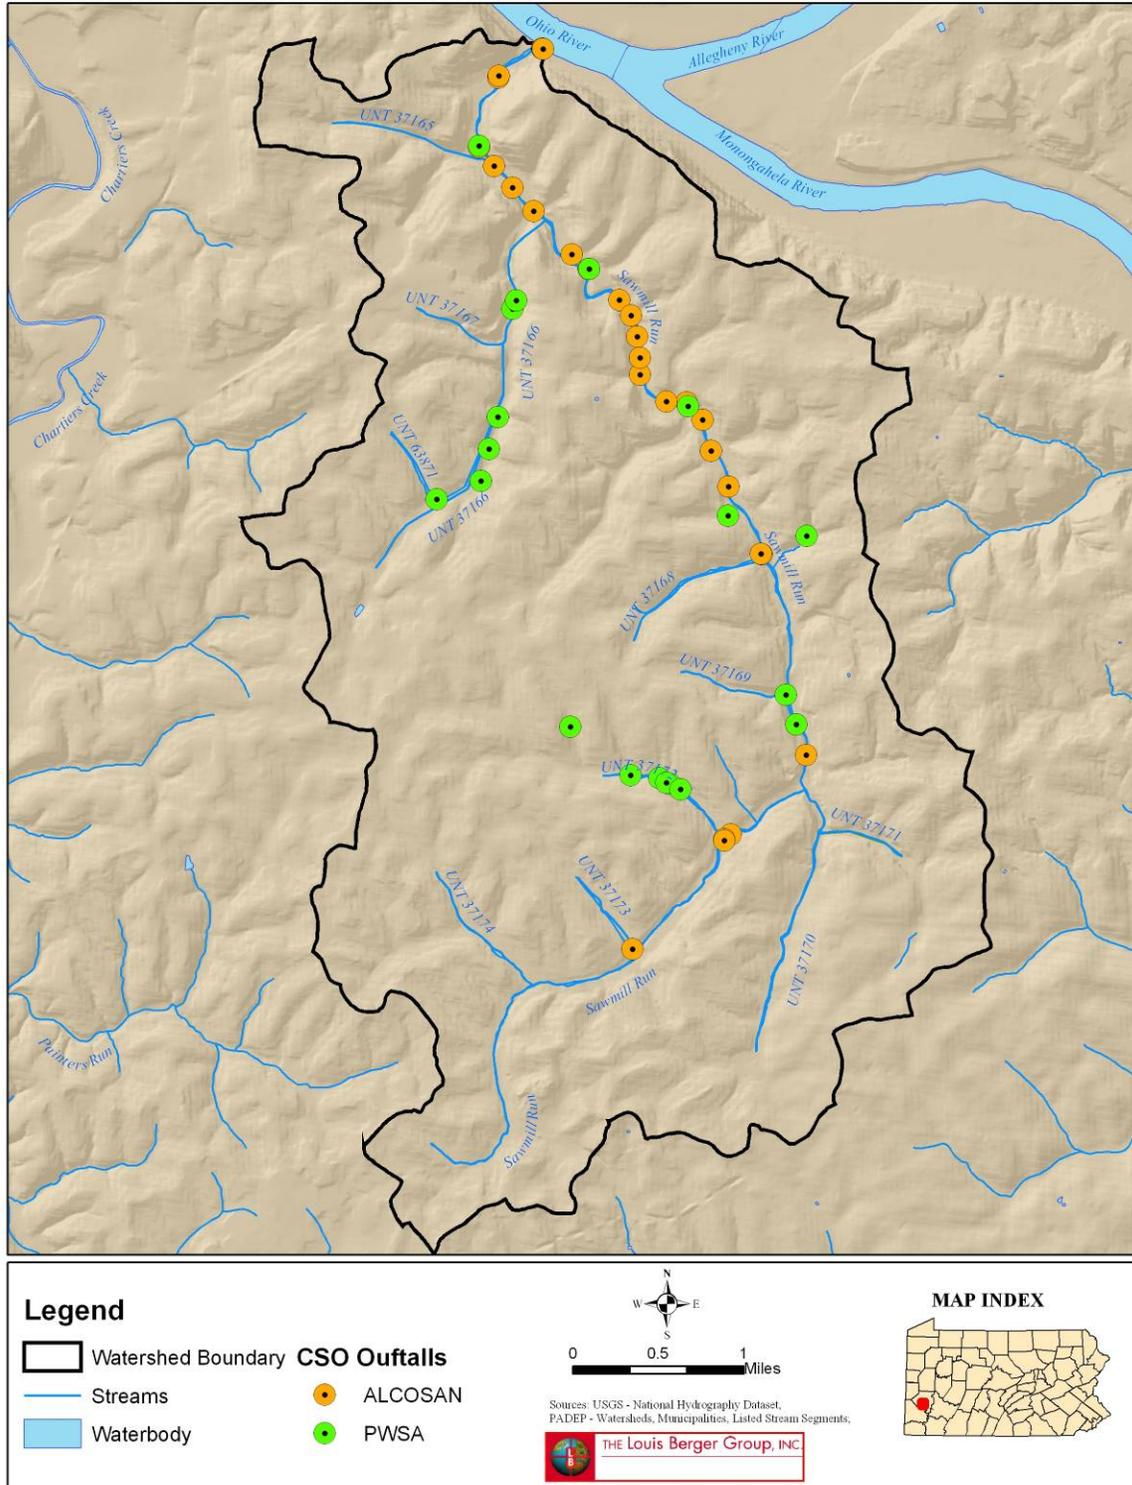 Ohio River
Allegheny River
Monongahela River
Chartiers Creek
UNT 37165
Sawmill Run
UNT 37167
UNT 37166
Chartiers Creek
UNT 63871
UNT 37166
Sawmill Run
UNT 37168
UNT 37169
UNT 37172
UNT 37171
UNT 37173
UNT 37174
UNT 37170
Sawmill Run
Painters Run
Sawmill Run
Legend
Watershed Boundary
Streams
Waterbody
CSO Ouftalls
ALCOSAN
PWSA
N
W E
S
0 0.5 1
Miles
Sources: USGS - National Hydrography Dataset,
PADEP - Watersheds, Municipalities, Listed Stream Segments,
L
B
THE Louis Berger Group, INC.
MAP INDEX